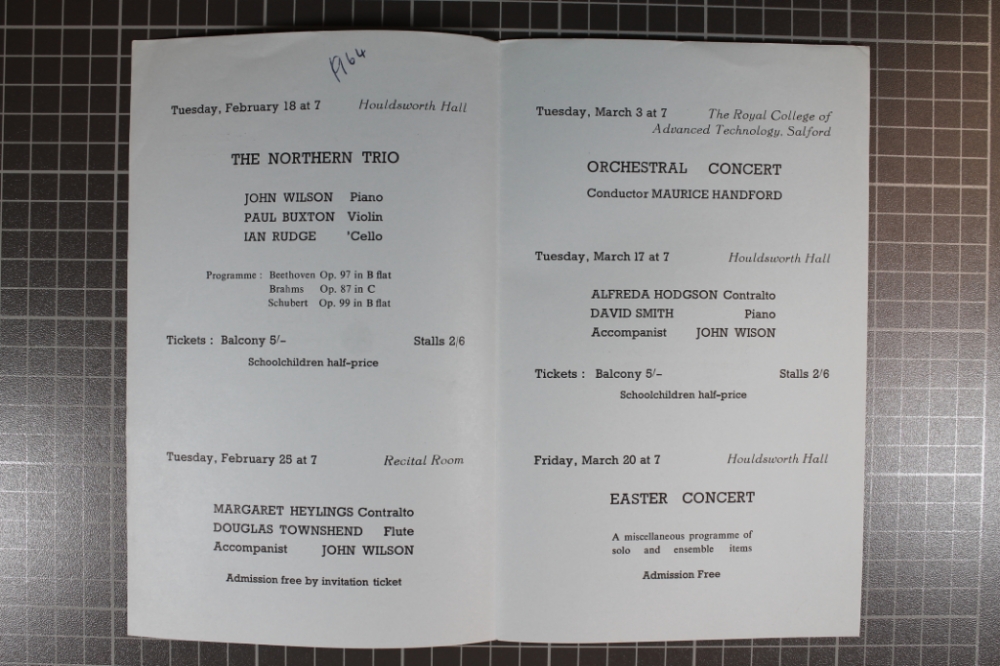 1964
Tuesday, February 18 at 7 Houldsworth Hall
THE NORTHERN TRIO
JOHN WILSON Piano
PAUL BUXTON Violin
IAN RUDGE 'Cello
Programme : Beethoven Op. 97 in B flat
Brahms Op. 87 in C
Schubert Op. 99 in B flat
Tickets : Balcony 5/- Stalls 2/6
Schoolchildren half-price
Tuesday, February 25 at 7 Recital Room
MARGARET HEYLINGS Contralto
DOUGLAS TOWNSHEND Flute
Accompanist JOHN WILSON
Admission free by invitation ticket
Tuesday, March 3 at 7 The Royal College of
Advanced Technology, Salford
ORCHESTRAL CONCERT
Conductor MAURICE HANDFORD
Tuesday, March 17 at 7 Houldsworth Hall
ALFREDA HODGSON Contralto
DAVID SMITH Piano
Accompanist JOHN WISON
Tickets : Balcony 5/- Stalls 2/6
Schoolchildren half-price
Friday, March 20 at 7 Houldsworth Hall
EASTER CONCERT
A miscellaneous programme of
solo and ensemble items
Admission Free